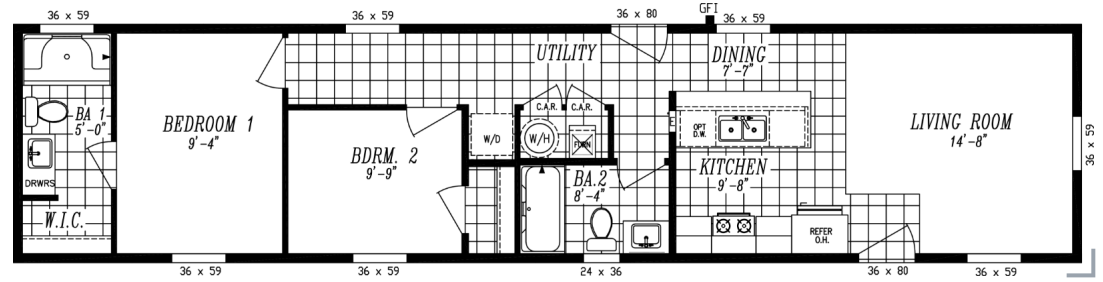 36 x 59
36 x 59
36 x 80
GFI
36 x 59
UTILITY
DINING
7'-7"
BA 1
5'-0"
BEDROOM 1
9'-4"
BDRM. 2
9'-9"
C.A.R.
C.A.R.
W/D
W/H
FURN
OPT
D.W.
LIVING ROOM
14'-8"
36 x 59
KITCHEN
9'-8"
BA.2
8'-4"
DRWRS
W.I.C.
REFER
O.H.
36 x 59
36 x 59
24 x 36
36 x 80
36 x 59